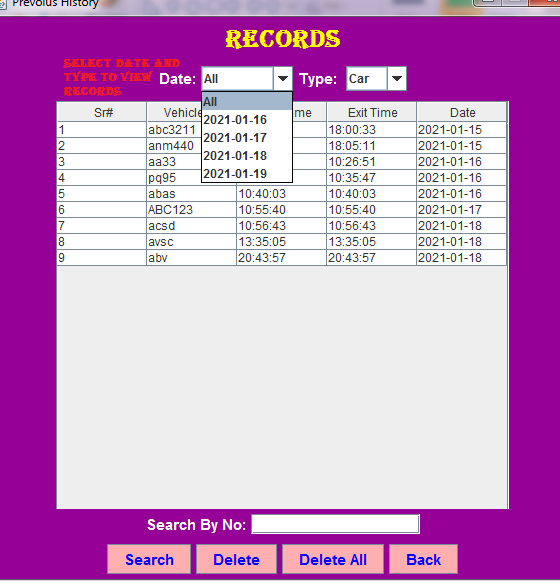 Prevoius History
RECORDS
SELECT DATE AND
TYPE TO VIEW
RECORDS
Date: All Type: Car
All
2021-01-16
2021-01-17
2021-01-18
2021-01-19
Sr# Exit Time Date
1 abc3211 18:00:33 2021-01-15
2 anm440 18:05:11 2021-01-15
3 aa33 10:26:51 2021-01-16
4 pq95 10:35:47 2021-01-16
5 abas 10:40:03 10:40:03 2021-01-16
6 ABC123 10:55:40 10:55:40 2021-01-17
7 acsd 10:56:43 10:56:43 2021-01-18
8 avsc 13:35:05 13:35:05 2021-01-18
9 abv 20:43:57 20:43:57 2021-01-18
Search By No:
Search Delete Delete All Back